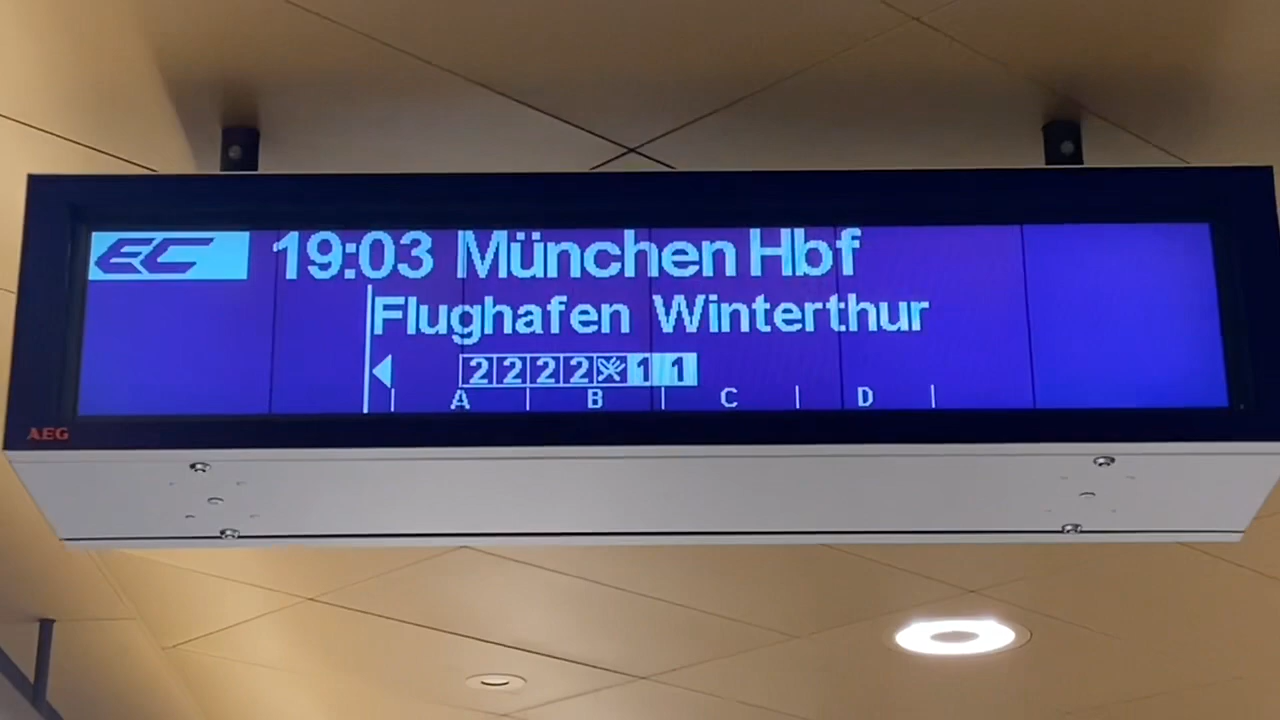 EC 19:03 München Hbf
Flughafen Winterthur
2 2 2 2 1 1
A B C D
AEG